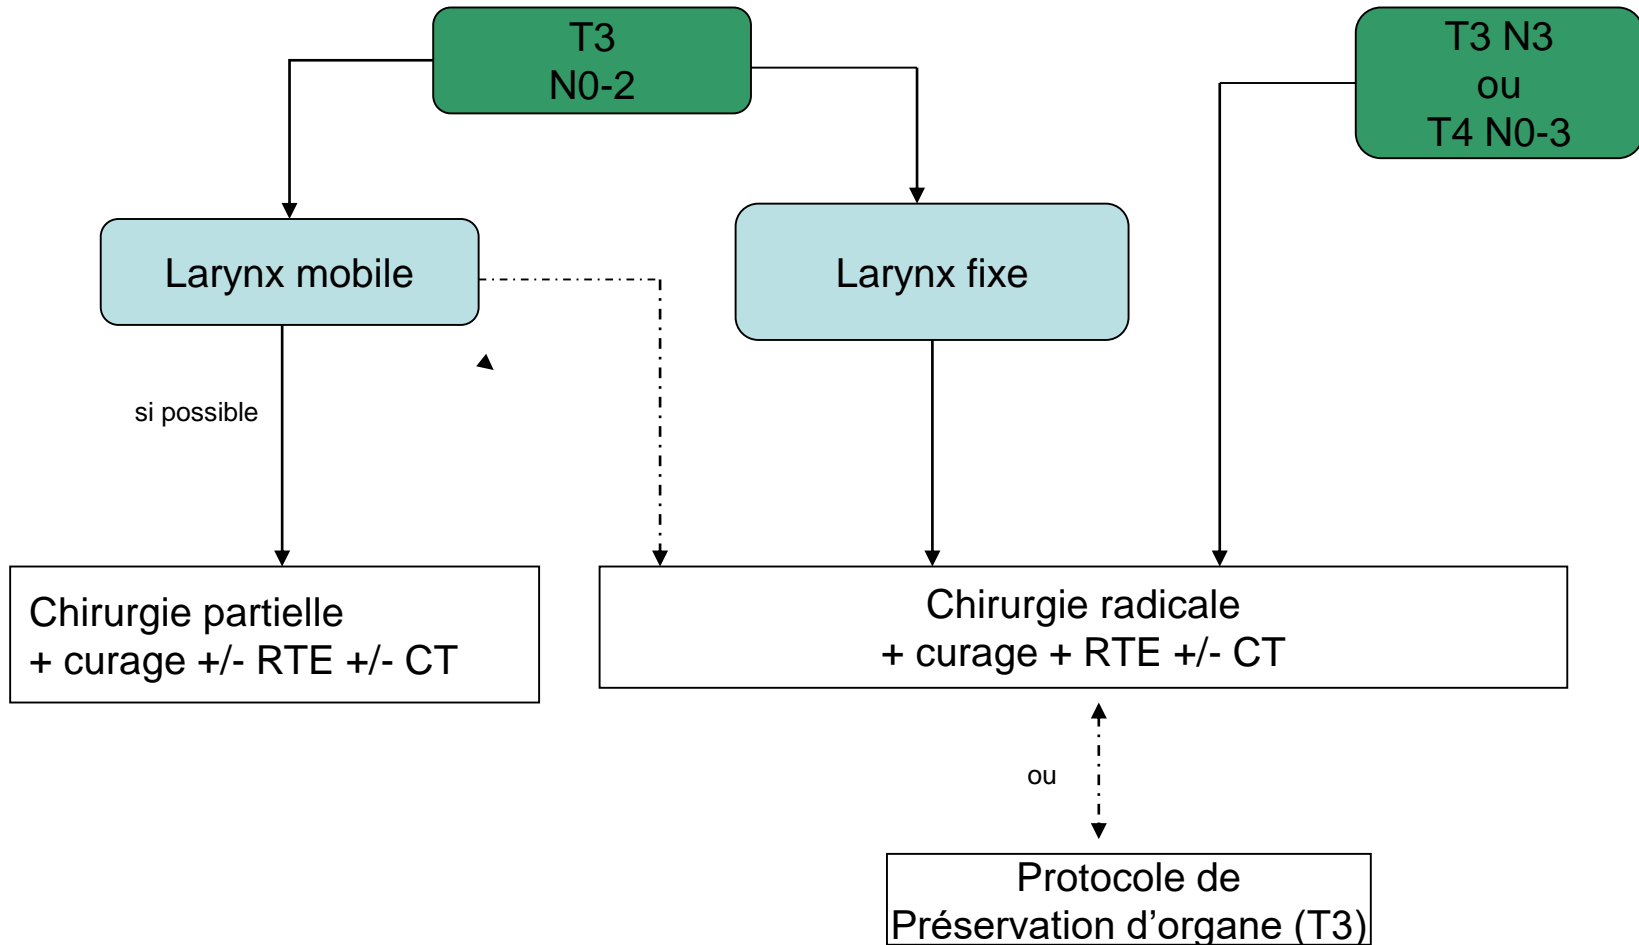 T3
N0-2
T3 N3
ou
T4 N0-3
Larynx mobile
Larynx fixe
si possible
Chirurgie partielle
+ curage +/- RTE +/- CT
Chirurgie radicale
+ curage + RTE +/- CT
ou
Protocole de
Préservation d’organe (T3)